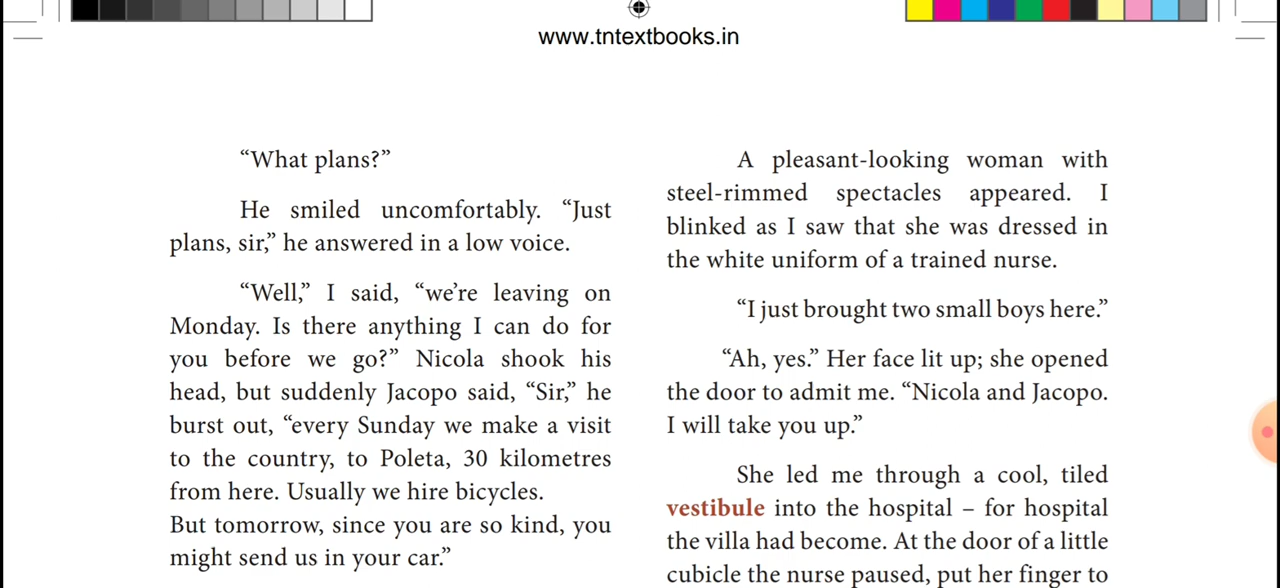 www.tntextbooks.in
“What plans?”
He smiled uncomfortably. “Just
plans, sir,” he answered in a low voice.
“Well,” I said, “we’re leaving on
Monday. Is there anything I can do for
you before we go?” Nicola shook his
head, but suddenly Jacopo said, “Sir,” he
burst out, “every Sunday we make a visit
to the country, to Poleta, 30 kilometres
from here. Usually we hire bicycles.
But tomorrow, since you are so kind, you
might send us in your car.”
A pleasant-looking woman with
steel-rimmed spectacles appeared. I
blinked as I saw that she was dressed in
the white uniform of a trained nurse.
“I just brought two small boys here.”
“Ah, yes.” Her face lit up; she opened
the door to admit me. “Nicola and Jacopo.
I will take you up.”
She led me through a cool, tiled
vestibule into the hospital – for hospital
the villa had become. At the door of a little
cubicle the nurse paused, put her finger to